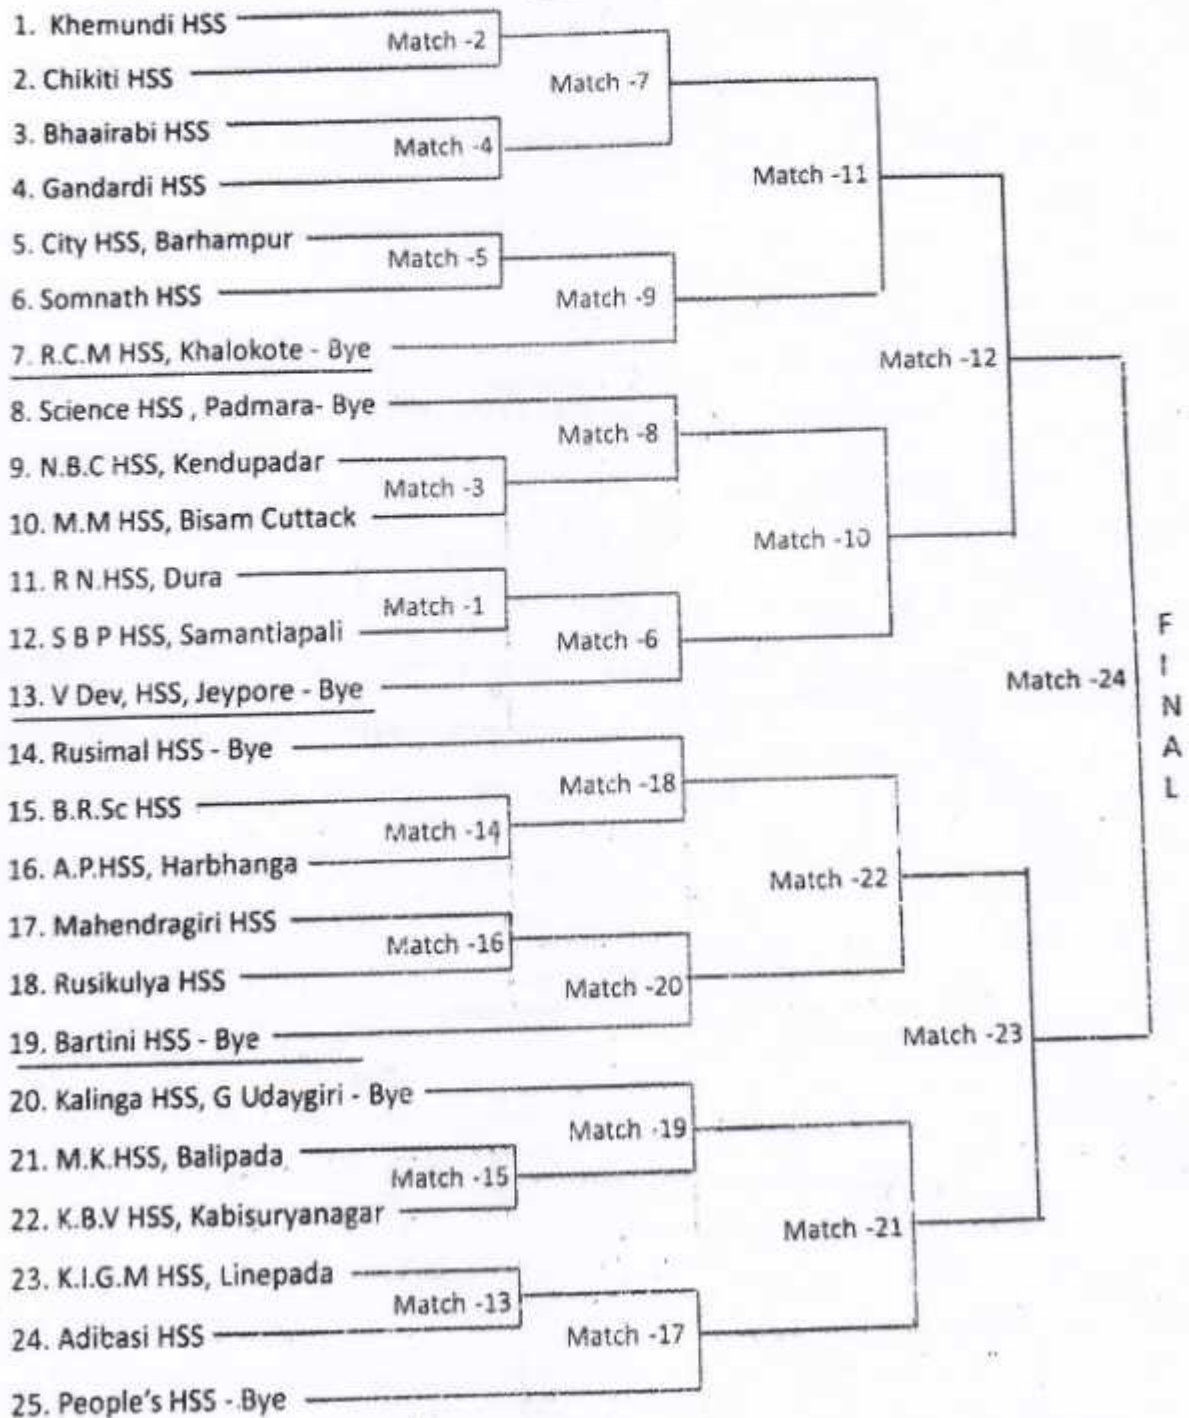 1. Khemundi HSS
Match -2
2. Chikiti HSS
Match -7
3. Bhaairabi HSS
Match -4
4. Gandardi HSS
Match -11
5. City HSS, Barhampur
Match -5
6. Somnath HSS
Match -9
7. R.C.M HSS, Khalokote - Bye
Match -12
8. Science HSS , Padmara- Bye
Match -8
9. N.B.C HSS, Kendupadar
Match -3
10. M.M HSS, Bisam Cuttack
Match -10
11. R N.HSS, Dura
Match -1
12. S B P HSS, Samantiapali
Match -6
13. V Dev, HSS, Jeypore - Bye
Match -24
FINAL
14. Rusimal HSS - Bye
Match -18
15. B.R.Sc HSS
Match -14
16. A.P.HSS, Harbhanga
Match -22
17. Mahendragiri HSS
Match -16
18. Rusikulya HSS
Match -20
19. Bartini HSS - Bye
Match -23
20. Kalinga HSS, G Udaygiri - Bye
Match -19
21. M.K.HSS, Balipada
Match -15
22. K.B.V HSS, Kabisuryanagar
Match -21
23. K.I.G.M HSS, Linepada
Match -13
24. Adibasi HSS
Match -17
25. People's HSS - Bye